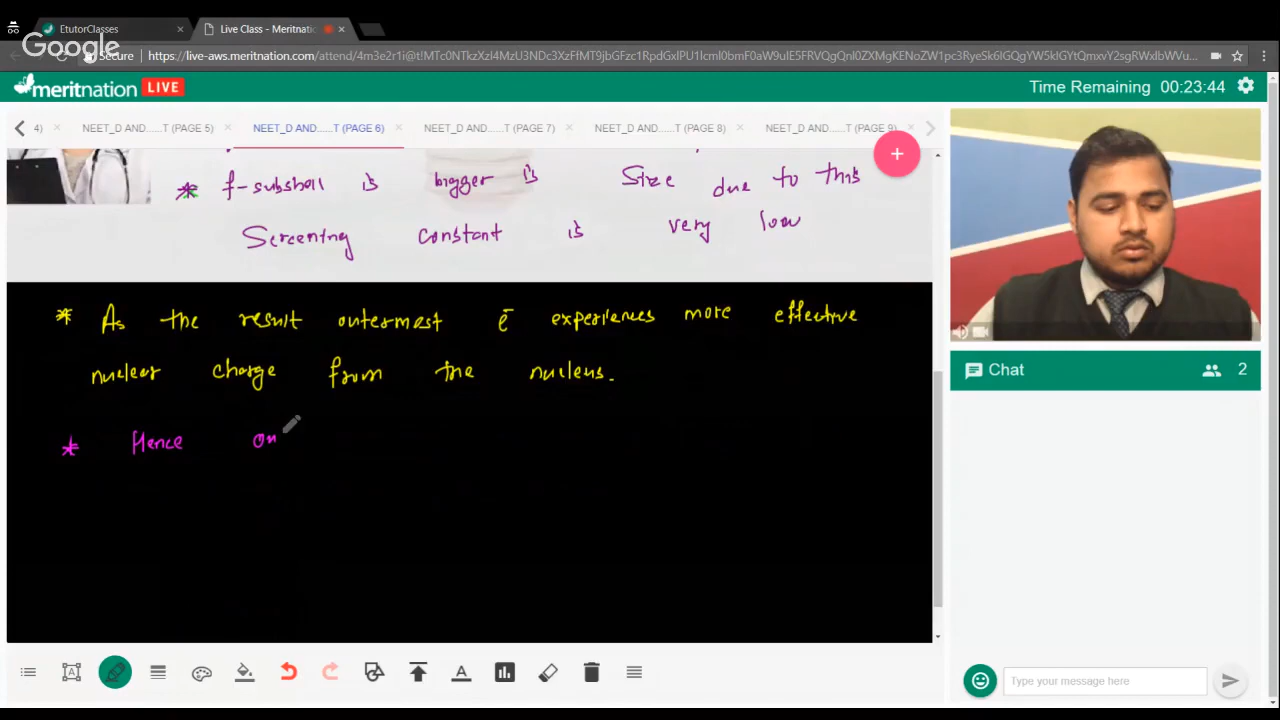 EtutorClasses
Live Class - Meritnatio
Google
Secure
meritnation LIVE
Time Remaining 00:23:44
4)
NEET_D AND......T (PAGE 5)
NEET_D AND......T (PAGE 6)
NEET_D AND......T (PAGE 7)
NEET_D AND......T (PAGE 8)
NEET_D AND......T (PAGE 9)
* f-subshell is bigger is Size due to this
Screening constant is very low
* As the result outermost e⁻ experiences more effective
nuclear charge from the nucleus.
* Hence on
Chat 2
Type your message here